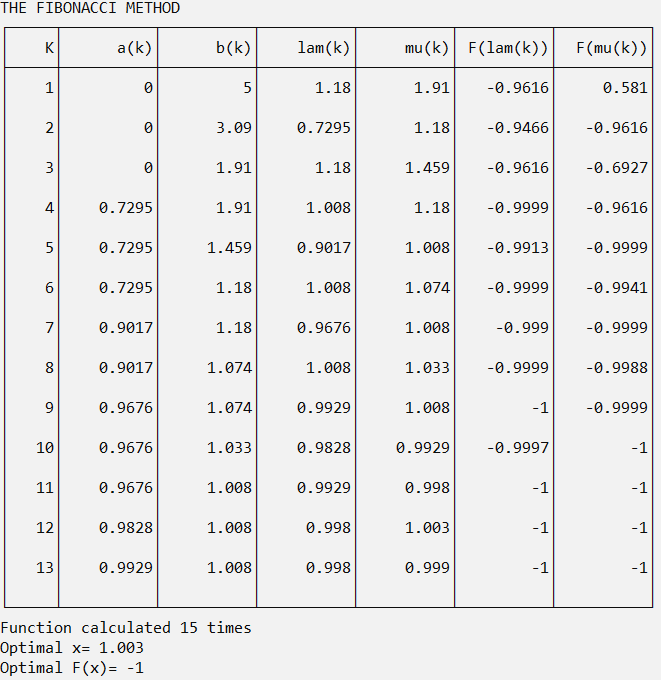 THE FIBONACCI METHOD
K a(k) b(k) lam(k) mu(k) F(lam(k)) F(mu(k))
1 0 5 1.18 1.91 -0.9616 0.581
2 0 3.09 0.7295 1.18 -0.9466 -0.9616
3 0 1.91 1.18 1.459 -0.9616 -0.6927
4 0.7295 1.91 1.008 1.18 -0.9999 -0.9616
5 0.7295 1.459 0.9017 1.008 -0.9913 -0.9999
6 0.7295 1.18 1.008 1.074 -0.9999 -0.9941
7 0.9017 1.18 0.9676 1.008 -0.999 -0.9999
8 0.9017 1.074 1.008 1.033 -0.9999 -0.9988
9 0.9676 1.074 0.9929 1.008 -1 -0.9999
10 0.9676 1.033 0.9828 0.9929 -0.9997 -1
11 0.9676 1.008 0.9929 0.998 -1 -1
12 0.9828 1.008 0.998 1.003 -1 -1
13 0.9929 1.008 0.998 0.999 -1 -1
Function calculated 15 times
Optimal x= 1.003
Optimal F(x)= -1